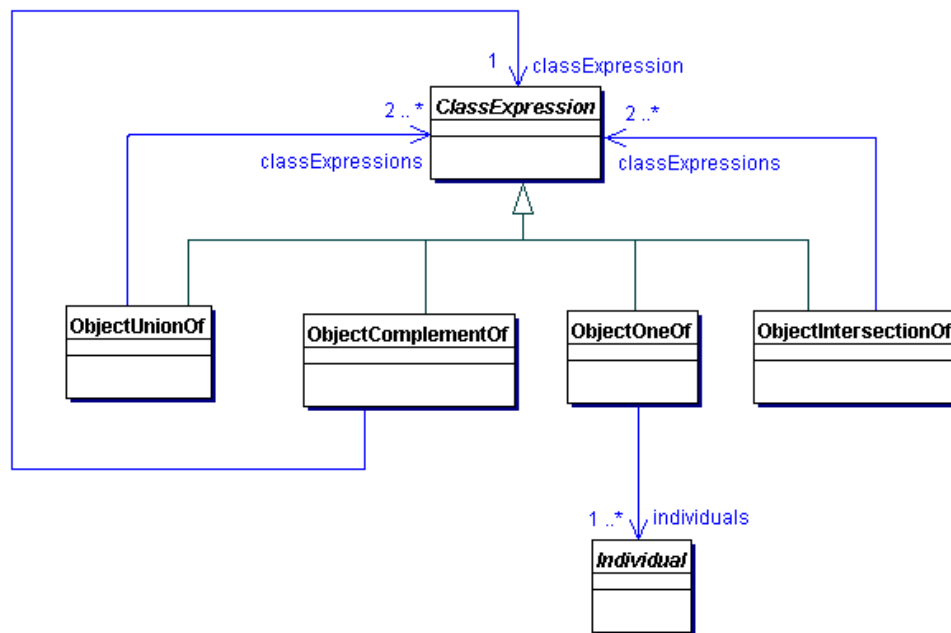 1 classExpression
ClassExpression
2 ..* 2 ..*
classExpressions classExpressions
ObjectUnionOf ObjectComplementOf ObjectOneOf ObjectIntersectionOf
1 ..* individuals
Individual